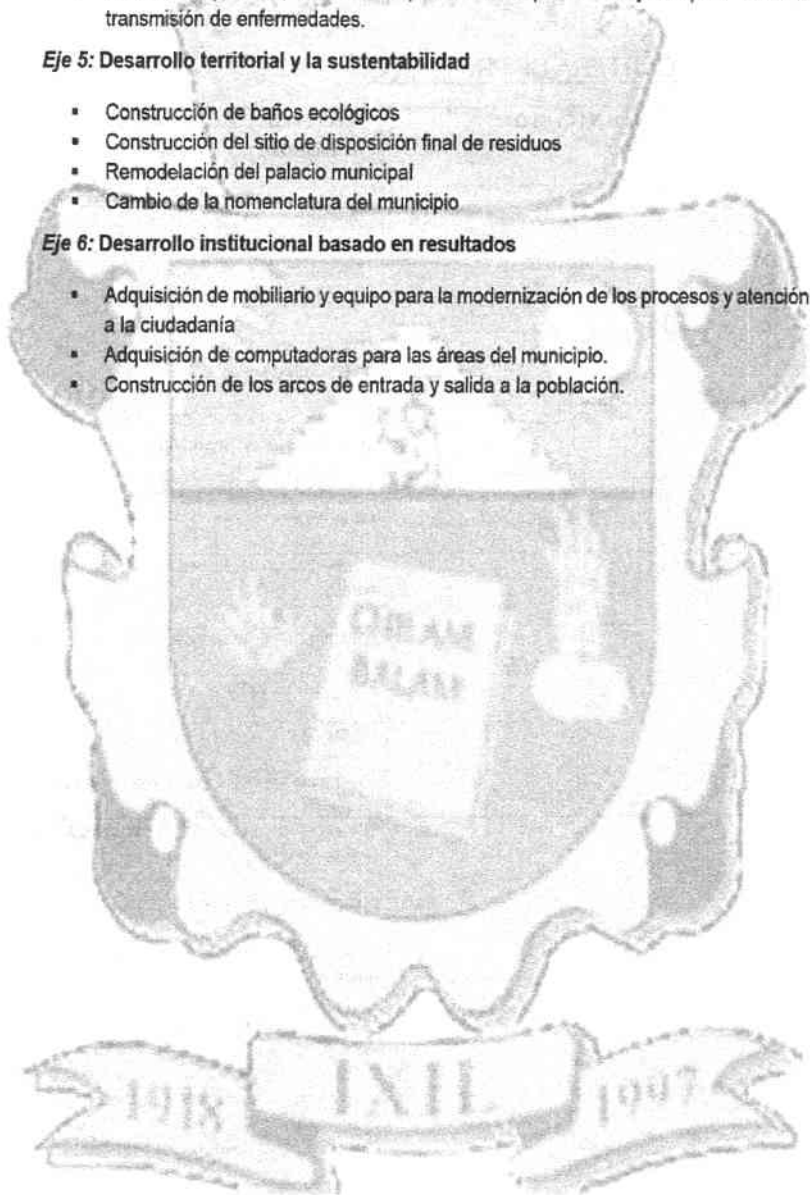 transmisión de enfermedades.
Eje 5: Desarrollo territorial y la sustentabilidad
▪ Construcción de baños ecológicos
▪ Construcción del sitio de disposición final de residuos
▪ Remodelación del palacio municipal
▪ Cambio de la nomenclatura del municipio
Eje 6: Desarrollo institucional basado en resultados
▪ Adquisición de mobiliario y equipo para la modernización de los procesos y atención
a la ciudadanía
▪ Adquisición de computadoras para las áreas del municipio.
▪ Construcción de los arcos de entrada y salida a la población.
BALAM
1918 IXIL 1997